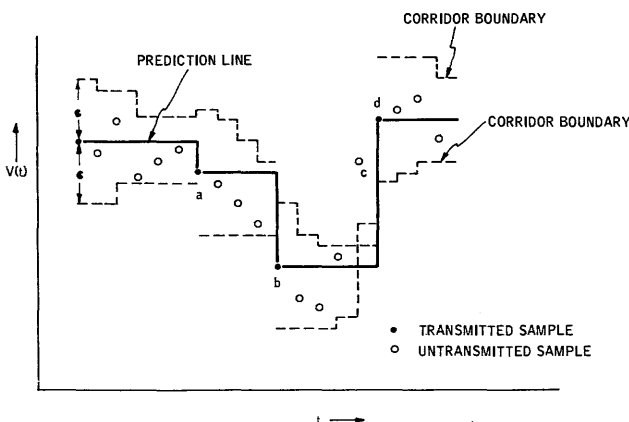 CORRIDOR BOUNDARY
PREDICTION LINE
d
CORRIDOR BOUNDARY
ϵ
ϵ
V(t)
c
a
b
● TRANSMITTED SAMPLE
○ UNTRANSMITTED SAMPLE
t